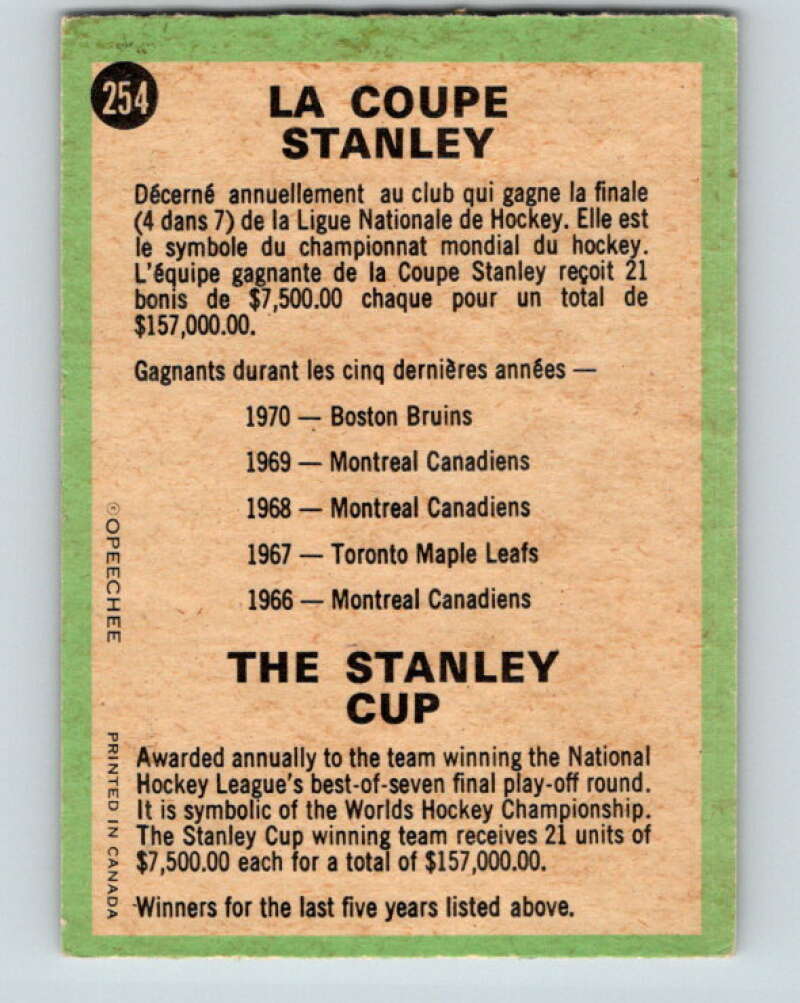 254
LA COUPE
STANLEY
Décerné annuellement au club qui gagne la finale
(4 dans 7) de la Ligue Nationale de Hockey. Elle est
le symbole du championnat mondial du hockey.
L'équipe gagnante de la Coupe Stanley reçoit 21
bonis de $7,500.00 chaque pour un total de
$157,000.00.
Gagnants durant les cinq dernières années —
1970 — Boston Bruins
1969 — Montreal Canadiens
1968 — Montreal Canadiens
1967 — Toronto Maple Leafs
1966 — Montreal Canadiens
THE STANLEY
CUP
Awarded annually to the team winning the National
Hockey League's best-of-seven final play-off round.
It is symbolic of the Worlds Hockey Championship.
The Stanley Cup winning team receives 21 units of
$7,500.00 each for a total of $157,000.00.
Winners for the last five years listed above.
©OPEECHEE
PRINTED IN CANADA